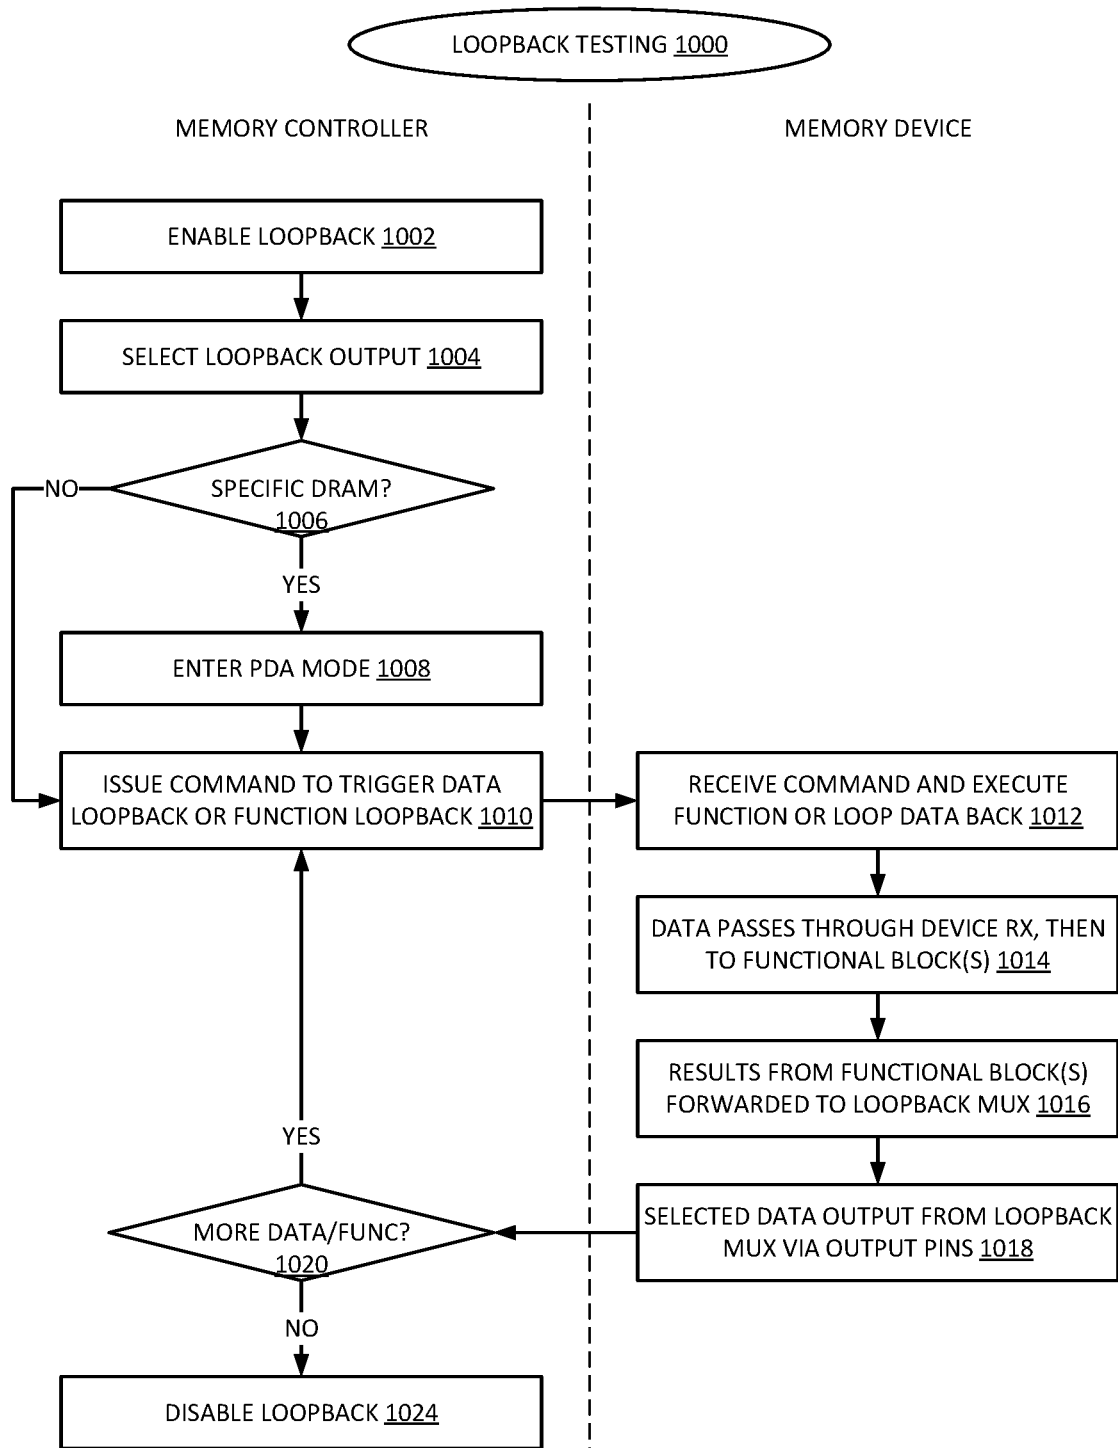 LOOPBACK TESTING 1000
MEMORY CONTROLLER
MEMORY DEVICE
ENABLE LOOPBACK 1002
SELECT LOOPBACK OUTPUT 1004
SPECIFIC DRAM?
1006
NO
YES
ENTER PDA MODE 1008
ISSUE COMMAND TO TRIGGER DATA
LOOPBACK OR FUNCTION LOOPBACK 1010
RECEIVE COMMAND AND EXECUTE
FUNCTION OR LOOP DATA BACK 1012
DATA PASSES THROUGH DEVICE RX, THEN
TO FUNCTIONAL BLOCK(S) 1014
RESULTS FROM FUNCTIONAL BLOCK(S)
FORWARDED TO LOOPBACK MUX 1016
SELECTED DATA OUTPUT FROM LOOPBACK
MUX VIA OUTPUT PINS 1018
YES
MORE DATA/FUNC?
1020
NO
DISABLE LOOPBACK 1024